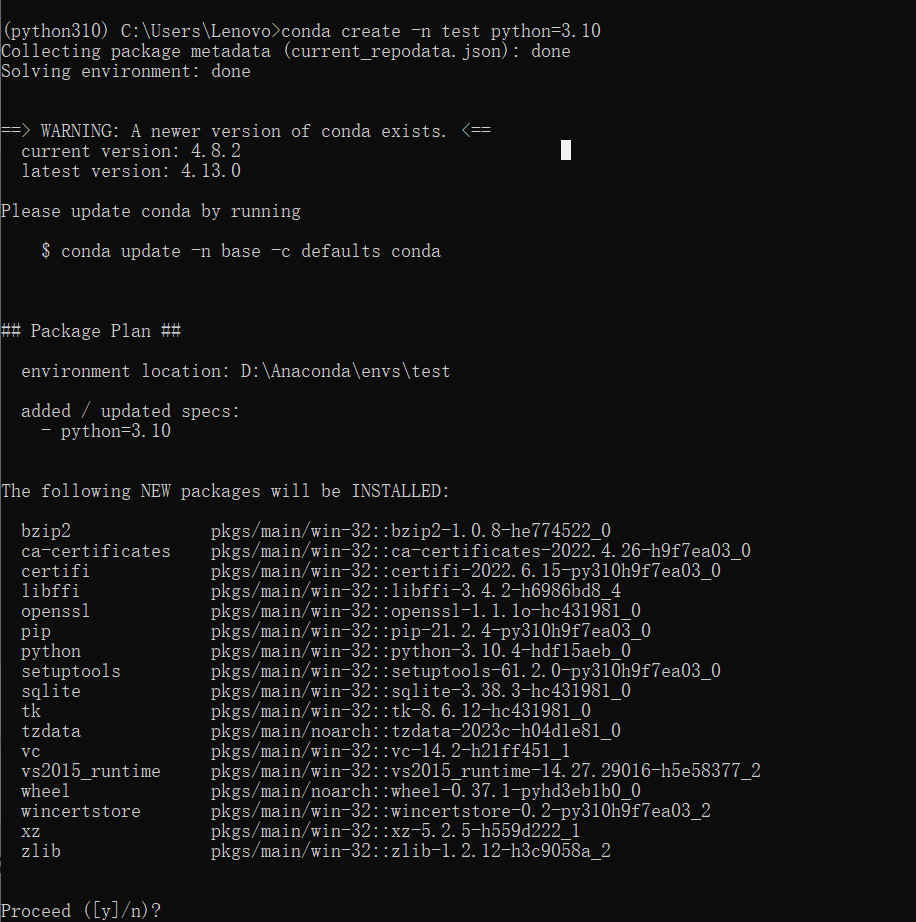 (python310) C:\Users\Lenovo>conda create -n test python=3.10
Collecting package metadata (current_repodata.json): done
Solving environment: done
==> WARNING: A newer version of conda exists. <==
current version: 4.8.2
latest version: 4.13.0
Please update conda by running
$ conda update -n base -c defaults conda
## Package Plan ##
environment location: D:\Anaconda\envs\test
added / updated specs:
- python=3.10
The following NEW packages will be INSTALLED:
bzip2 pkgs/main/win-32::bzip2-1.0.8-he774522_0
ca-certificates pkgs/main/win-32::ca-certificates-2022.4.26-h9f7ea03_0
certifi pkgs/main/win-32::certifi-2022.6.15-py310h9f7ea03_0
libffi pkgs/main/win-32::libffi-3.4.2-h6986bd8_4
openssl pkgs/main/win-32::openssl-1.1.1o-hc431981_0
pip pkgs/main/win-32::pip-21.2.4-py310h9f7ea03_0
python pkgs/main/win-32::python-3.10.4-hdf15aeb_0
setuptools pkgs/main/win-32::setuptools-61.2.0-py310h9f7ea03_0
sqlite pkgs/main/win-32::sqlite-3.38.3-hc431981_0
tk pkgs/main/win-32::tk-8.6.12-hc431981_0
tzdata pkgs/main/noarch::tzdata-2023c-h04d1e81_0
vc pkgs/main/win-32::vc-14.2-h21ff451_1
vs2015_runtime pkgs/main/win-32::vs2015_runtime-14.27.29016-h5e58377_2
wheel pkgs/main/noarch::wheel-0.37.1-pyhd3eb1b0_0
wincertstore pkgs/main/win-32::wincertstore-0.2-py310h9f7ea03_2
xz pkgs/main/win-32::xz-5.2.5-h559d222_1
zlib pkgs/main/win-32::zlib-1.2.12-h3c9058a_2
Proceed ([y]/n)?